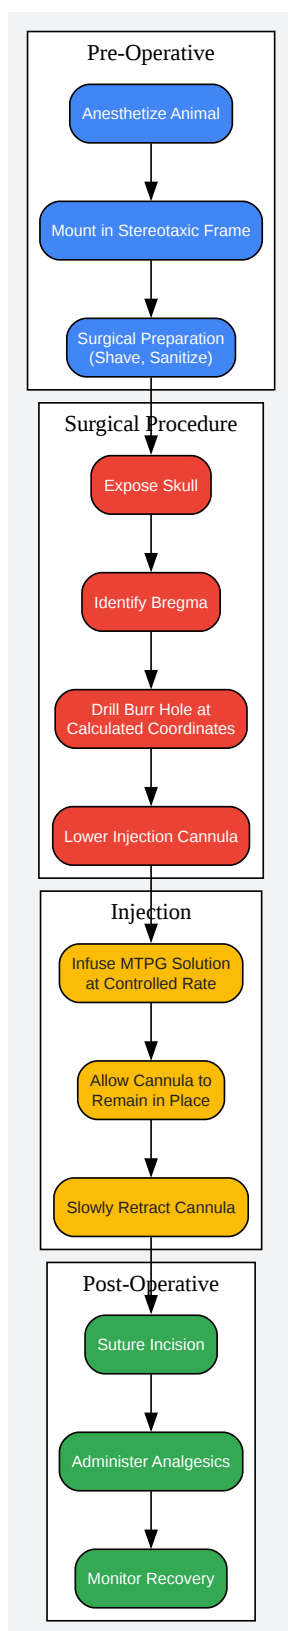 Pre-Operative
Anesthetize Animal
Mount in Stereotaxic Frame
Surgical Preparation
(Shave, Sanitize)
Surgical Procedure
Expose Skull
Identify Bregma
Drill Burr Hole at
Calculated Coordinates
Lower Injection Cannula
Injection
Infuse MTPG Solution
at Controlled Rate
Allow Cannula to
Remain in Place
Slowly Retract Cannula
Post-Operative
Suture Incision
Administer Analgesics
Monitor Recovery